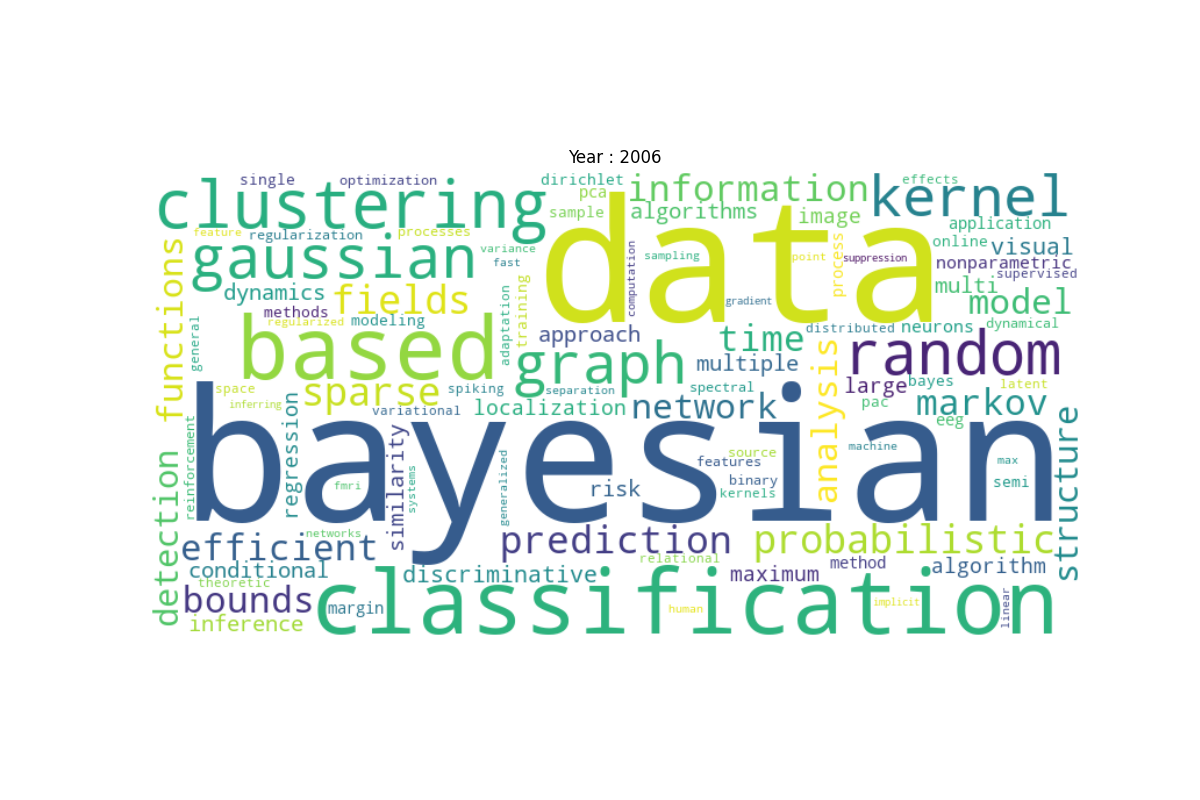 Year : 2006
single
optimization
dirichlet
effects
clustering
pca
information
kernel
sample
algorithms
image
application
feature
regularization
processes
data
online
visual
gaussian
variance
fast
computation
sampling
point
process
suppression
nonparametric
supervised
functions
dynamics
fields
adaptation
training
gradient
multi
model
methods
regularized
modeling
general
approach
time
distributed
neurons
dynamical
based
graph
multiple
random
space
sparse
spiking
separation
spectral
analysis
large
bayes
latent
inferring
variational
localization
network
pac
markov
eeg
bayesian
reinforcement
regression
similarity
systems
generalized
source
features
machine
max
structure
detection
fmri
risk
binary
kernels
semi
networks
efficient
prediction
probabilistic
conditional
theoretic
discriminative
relational
maximum
method
algorithm
bounds
margin
classification
human
implicit
linear
inference